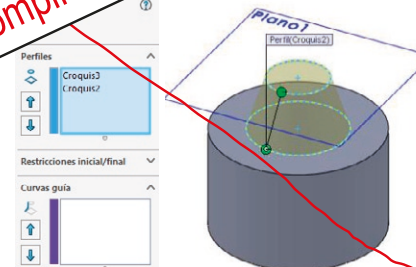 Perfiles
Croquis3
Croquis2
Restricciones inicial/final
Curvas guía
Plano1
Perfil(Croquis2)